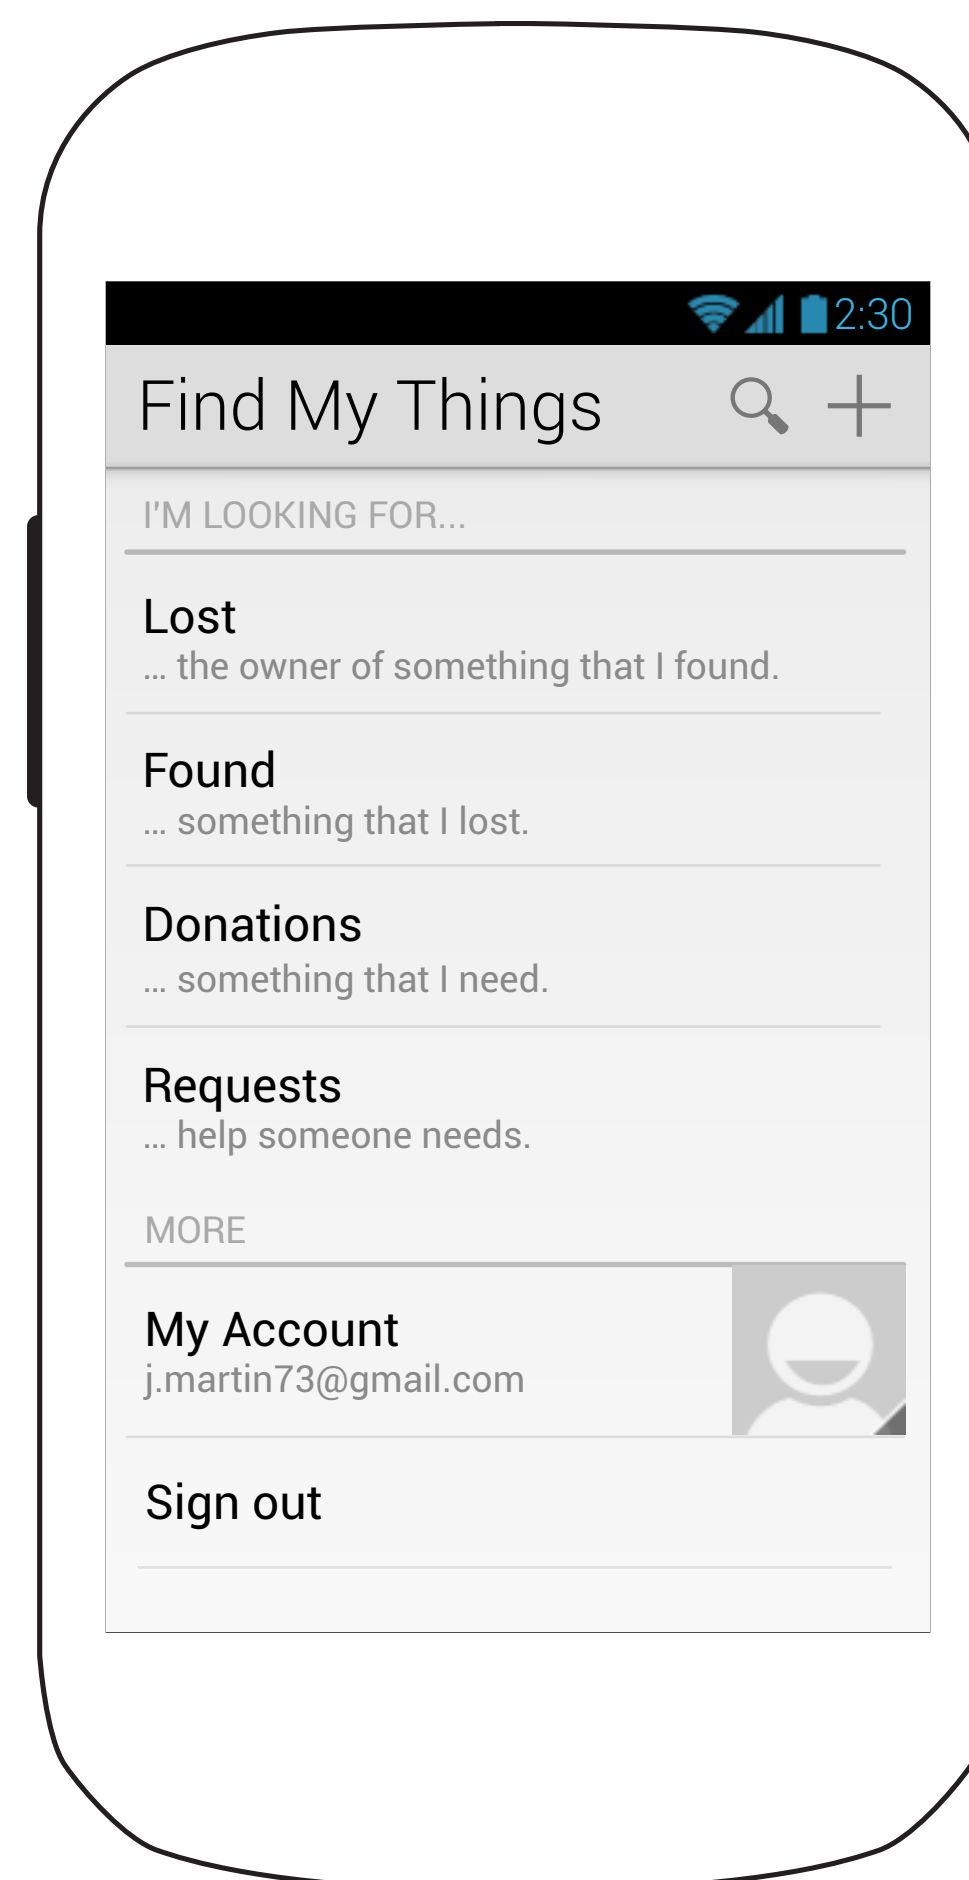 2:30
Find My Things
I'M LOOKING FOR...
Lost
... the owner of something that I found.
Found
... something that I lost.
Donations
... something that I need.
Requests
... help someone needs.
MORE
My Account
j.martin73@gmail.com
Sign out